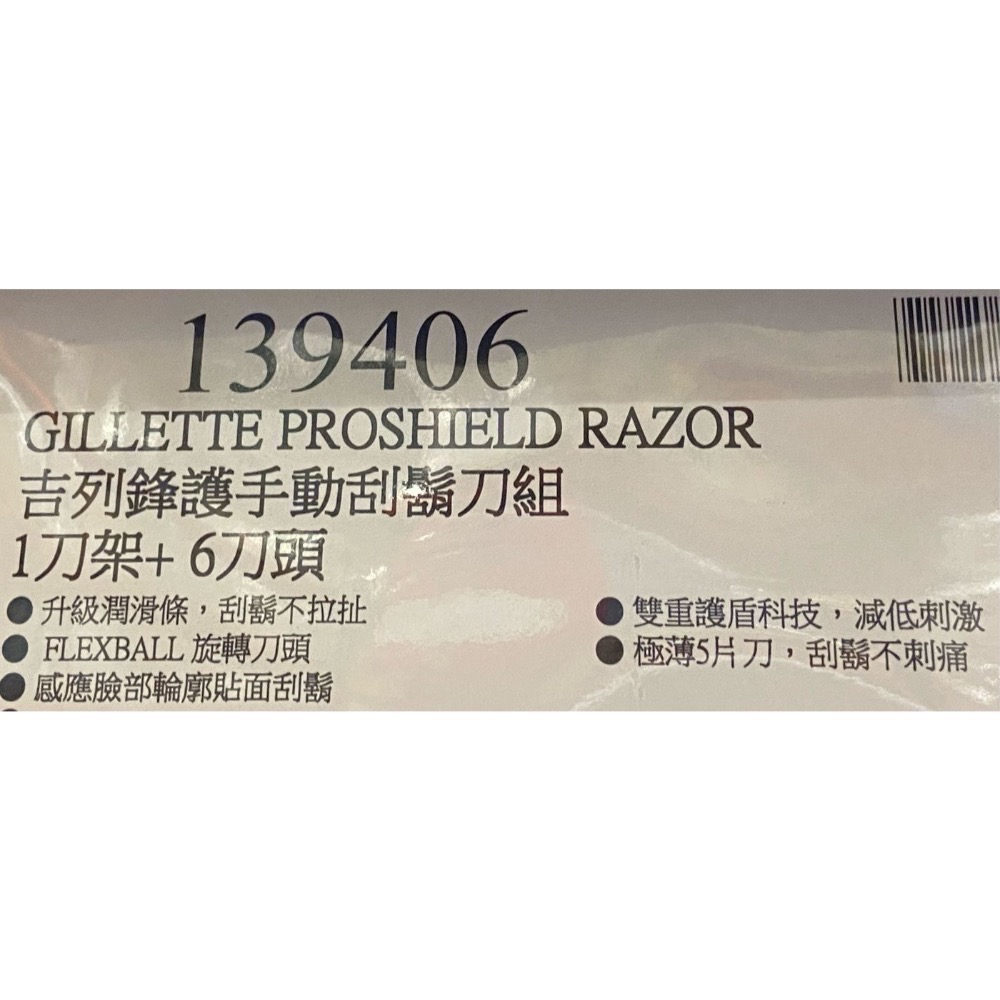 139406
GILLETTE PROSHIELD RAZOR
吉列鋒護手動刮鬍刀組
1刀架+ 6刀頭
●升級潤滑條，刮鬍不拉扯
●FLEXBALL 旋轉刀頭
●感應臉部輪廓貼面刮鬍
●雙重護盾科技，減低刺激
●極薄5片刀，刮鬍不刺痛